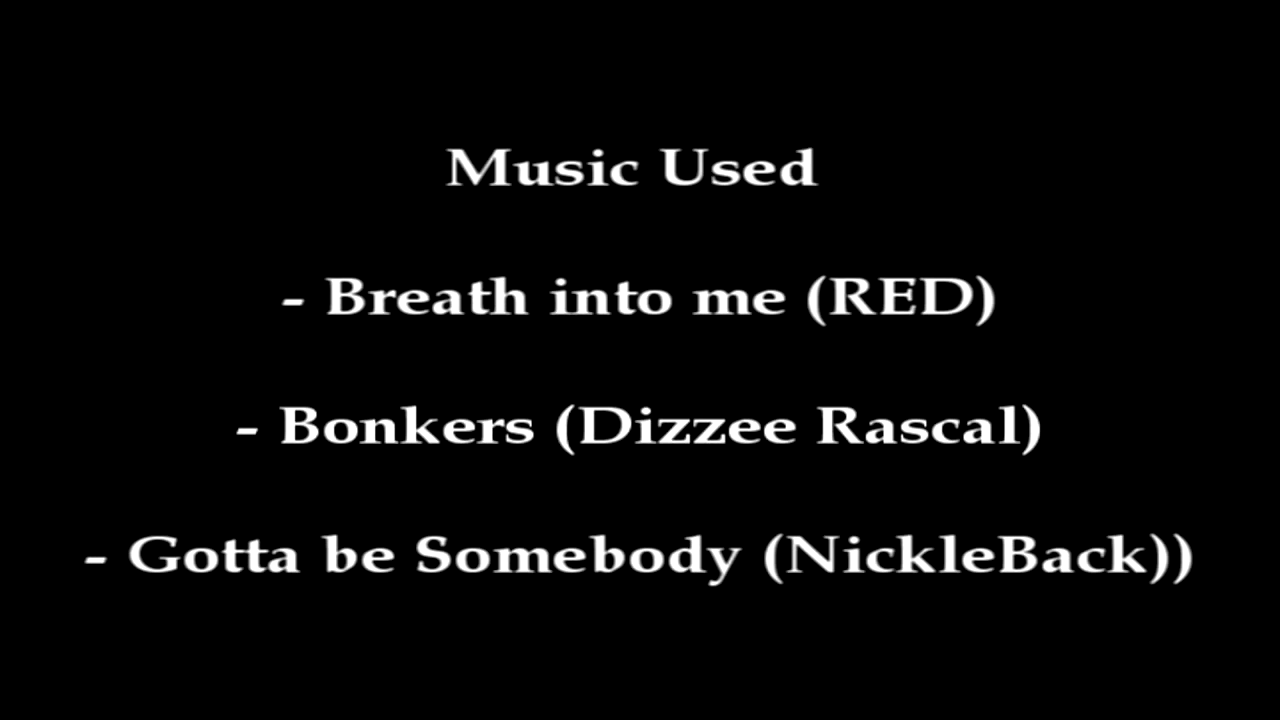 Music Used
- Breath into me (RED)
- Bonkers (Dizzee Rascal)
- Gotta be Somebody (NickleBack))